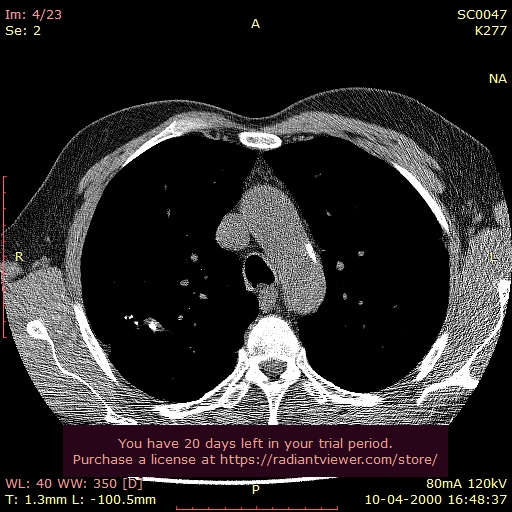 Im: 4/23
Se: 2
A
SC0047
K277
NA
R
L
You have 20 days left in your trial period.
Purchase a license at https://radiantviewer.com/store/
WL: 40 WW: 350 [D]
T: 1.3mm L: -100.5mm
P
80mA 120kV
10-04-2000 16:48:37